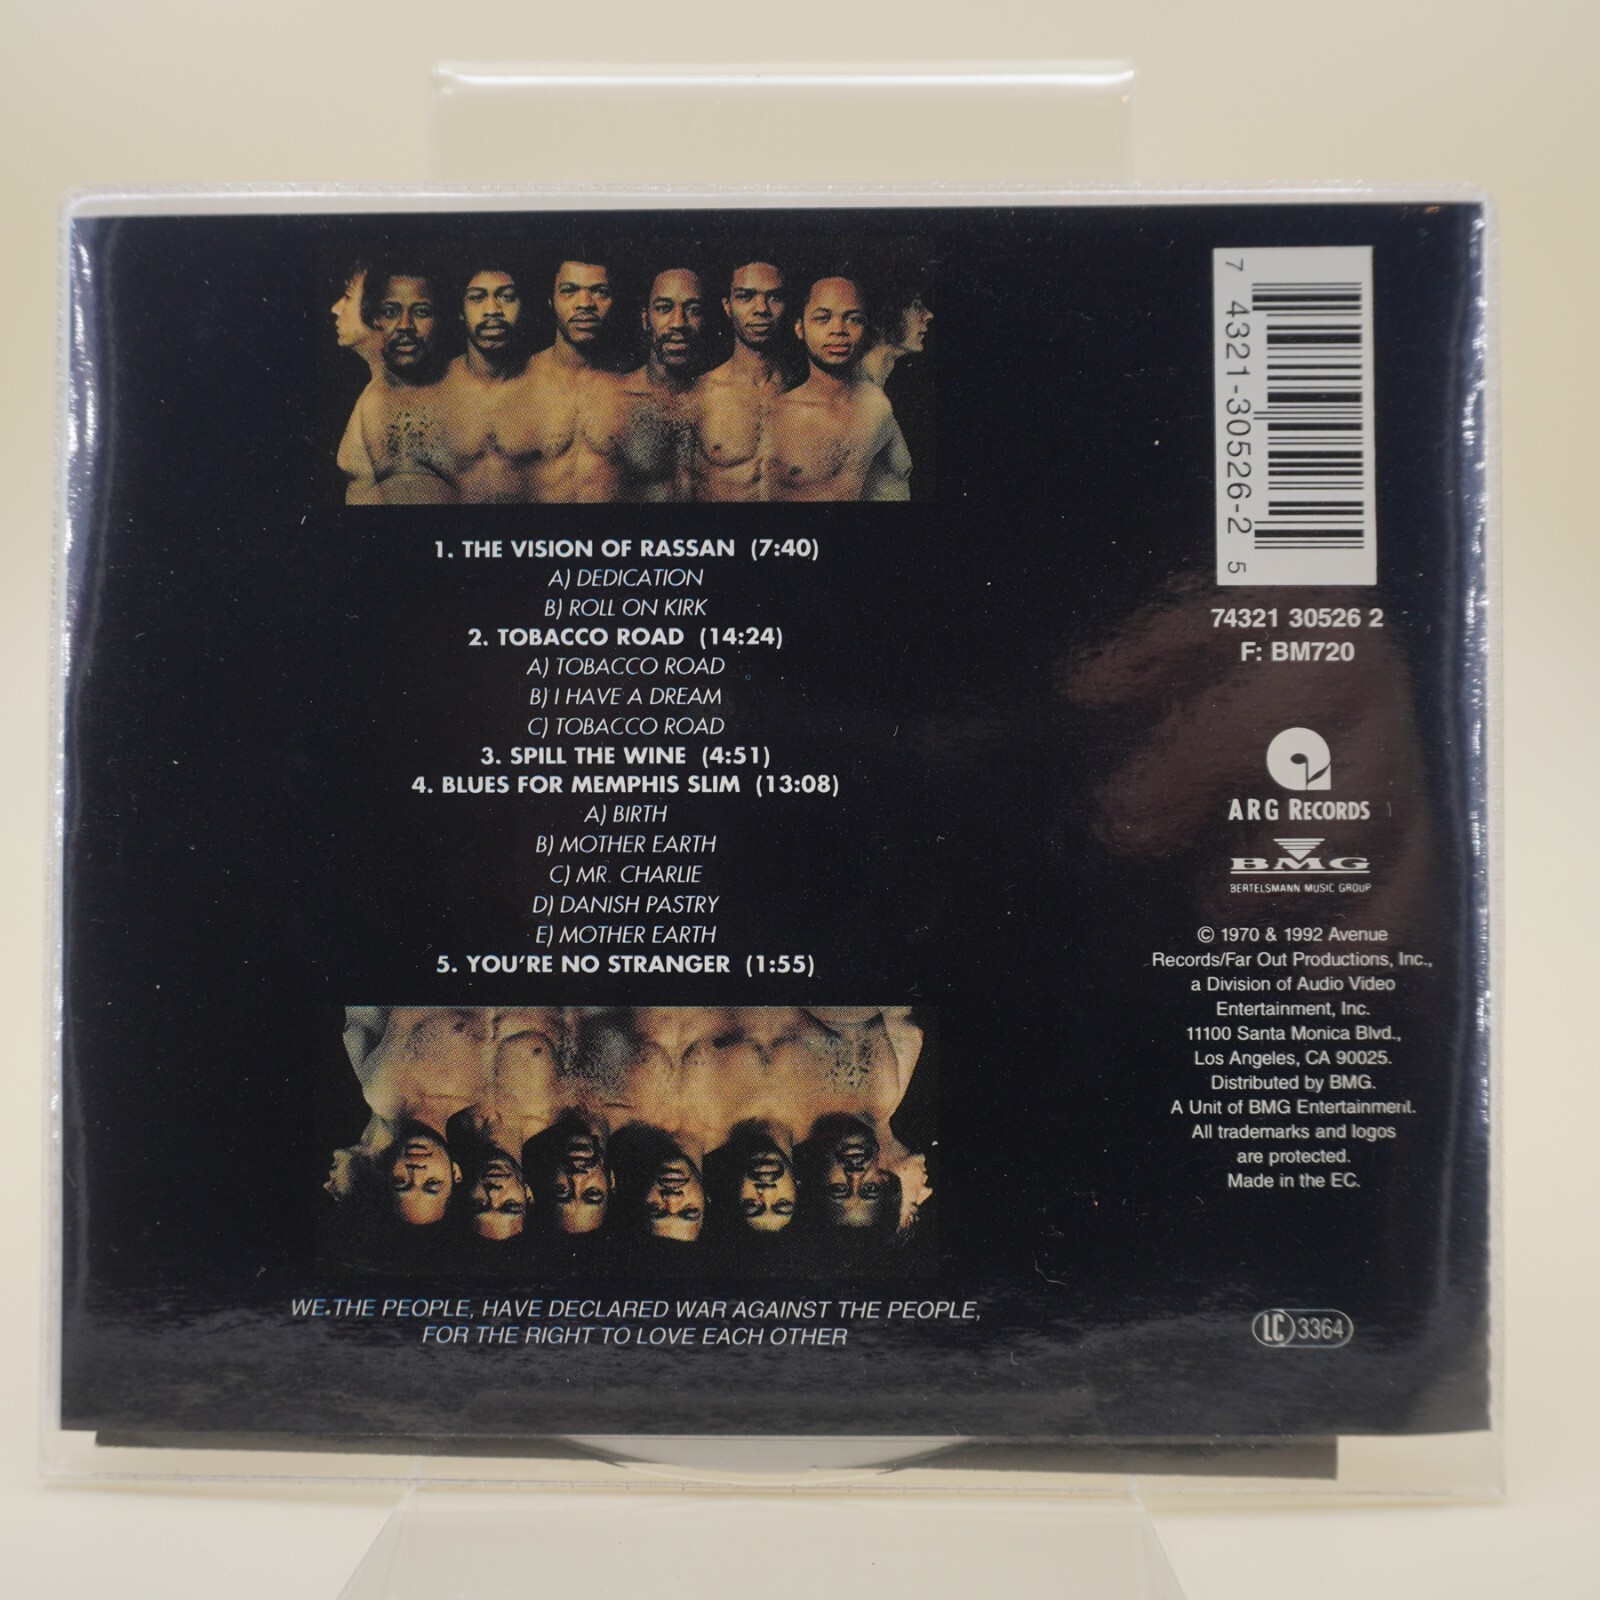 1. THE VISION OF RASSAN (7:40)
A) DEDICATION
B) ROLL ON KIRK
2. TOBACCO ROAD (14:24)
A) TOBACCO ROAD
B) I HAVE A DREAM
C) TOBACCO ROAD
3. SPILL THE WINE (4:51)
4. BLUES FOR MEMPHIS SLIM (13:08)
A) BIRTH
B) MOTHER EARTH
C) MR. CHARLIE
D) DANISH PASTRY
E) MOTHER EARTH
5. YOU'RE NO STRANGER (1:55)
WE THE PEOPLE, HAVE DECLARED WAR AGAINST THE PEOPLE,
FOR THE RIGHT TO LOVE EACH OTHER
7 4321-30526-2 5
74321 30526 2
F: BM720
ARG RECORDS
BMG
BERTELSMANN MUSIC GROUP
© 1970 & 1992 Avenue
Records/Far Out Productions, Inc.,
a Division of Audio Video
Entertainment, Inc.
11100 Santa Monica Blvd.,
Los Angeles, CA 90025.
Distributed by BMG.
A Unit of BMG Entertainment.
All trademarks and logos
are protected.
Made in the EC.
LC 3364